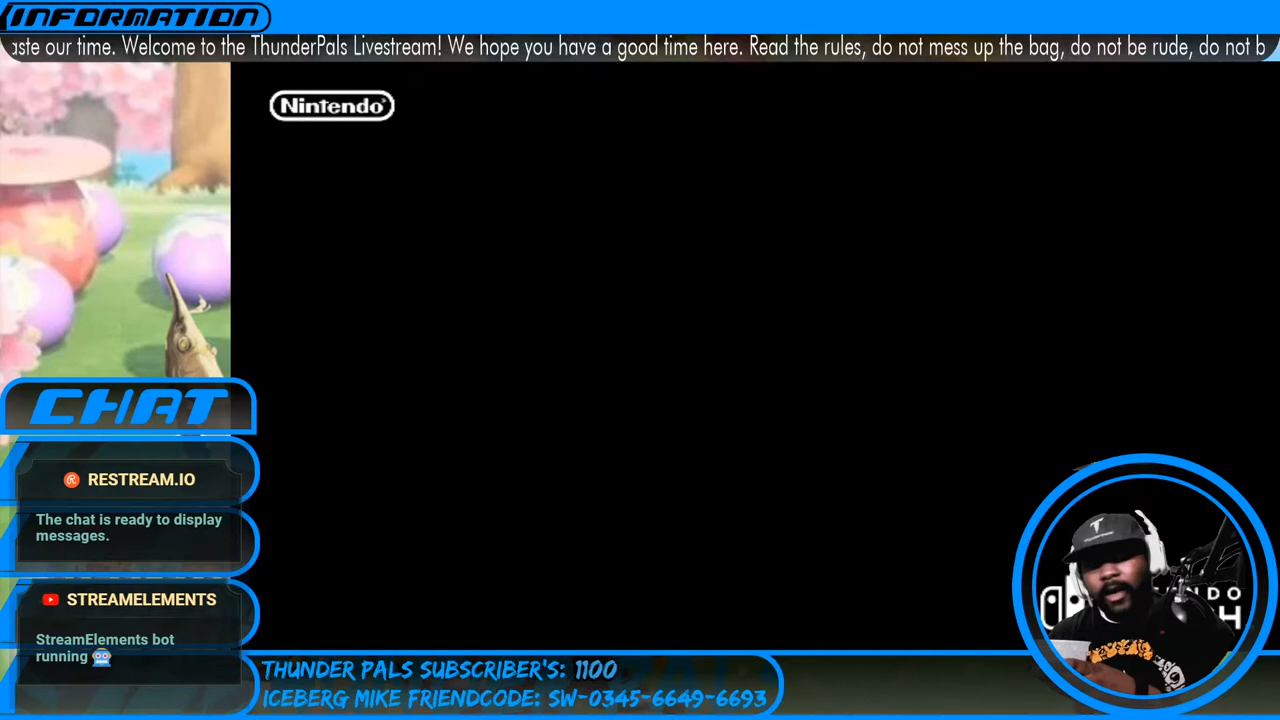 INFORMATION
aste our time. Welcome to the ThunderPals Livestream! We hope you have a good time here. Read the rules, do not mess up the bag, do not be rude, do not b
Nintendo
CHAT
RESTREAM.IO
The chat is ready to display
messages.
STREAMELEMENTS
StreamElements bot
running
THUNDER PALS SUBSCRIBER'S: 1100
ICEBERG MIKE FRIENDCODE: SW-0345-6649-6693